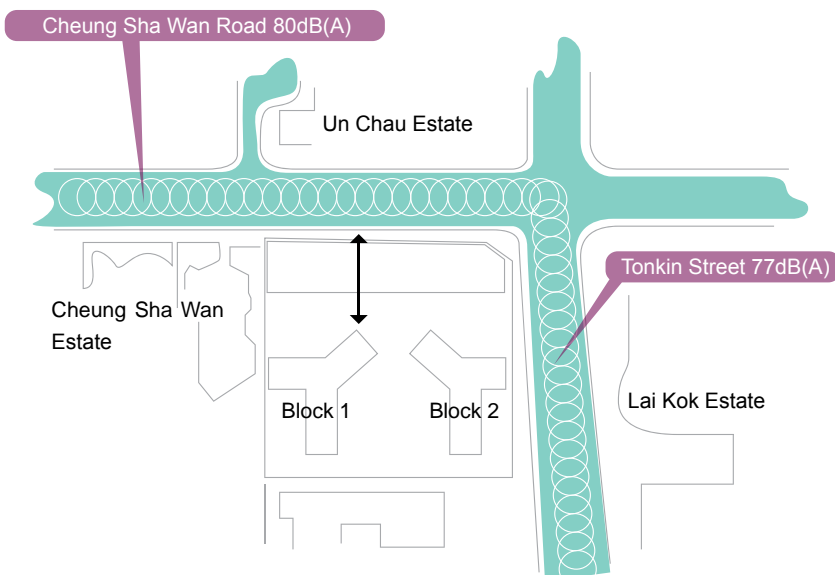 Cheung Sha Wan Road 80dB(A)
Un Chau Estate
Tonkin Street 77dB(A)
Cheung Sha Wan
Estate
Block 1
Block 2
Lai Kok Estate